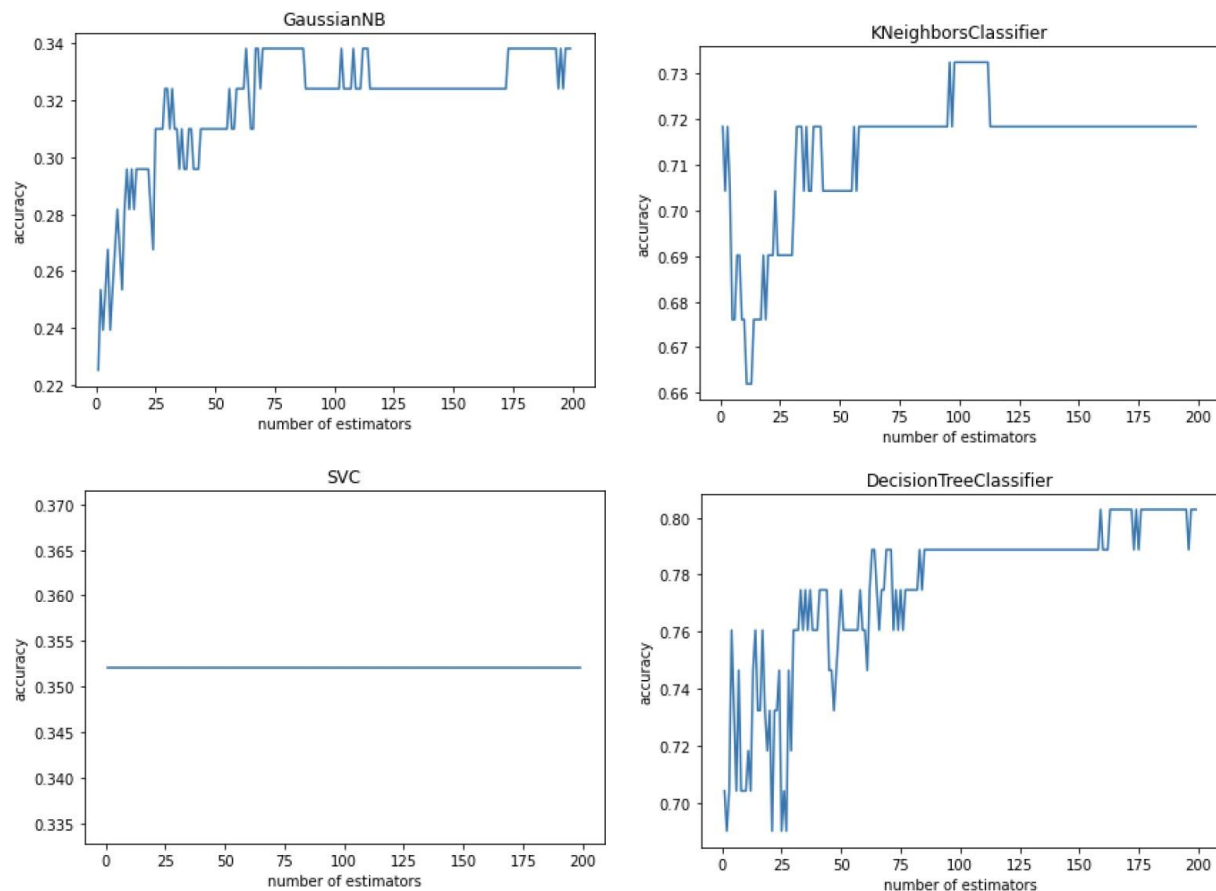 GaussianNB
0.34
0.32
0.30
0.28
0.26
0.24
0.22
accuracy
0 25 50 75 100 125 150 175 200
number of estimators
KNeighborsClassifier
0.73
0.72
0.71
0.70
0.69
0.68
0.67
0.66
accuracy
0 25 50 75 100 125 150 175 200
number of estimators
SVC
0.370
0.365
0.360
0.355
0.350
0.345
0.340
0.335
accuracy
0 25 50 75 100 125 150 175 200
number of estimators
DecisionTreeClassifier
0.80
0.78
0.76
0.74
0.72
0.70
accuracy
0 25 50 75 100 125 150 175 200
number of estimators